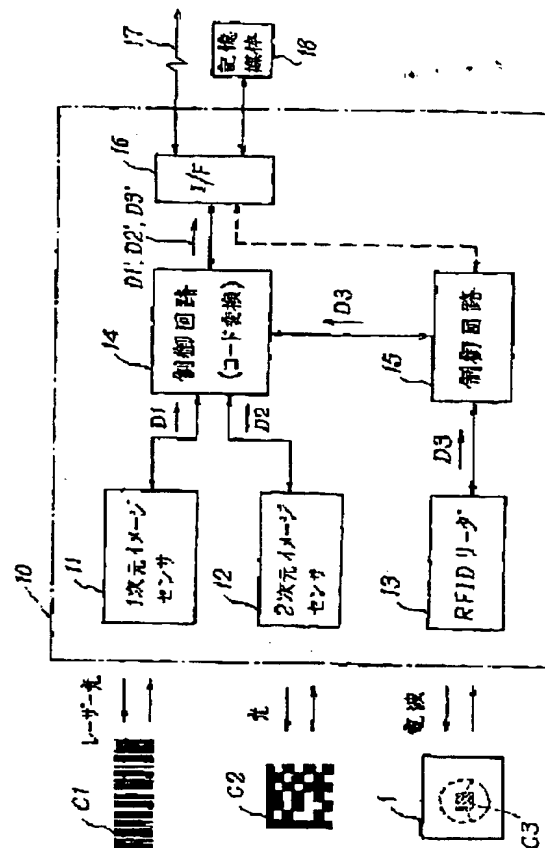 10
C1
レーザー光
11
1次元イメージ
センサ
D1
C2
光
12
2次元イメージ
センサ
D2
14
制御回路
(コード変換)
D1', D2', D3'
16
I/F
17
18
記憶
媒体
1
C3
電波
13
RFIDリーダ
D3
15
制御回路
D3